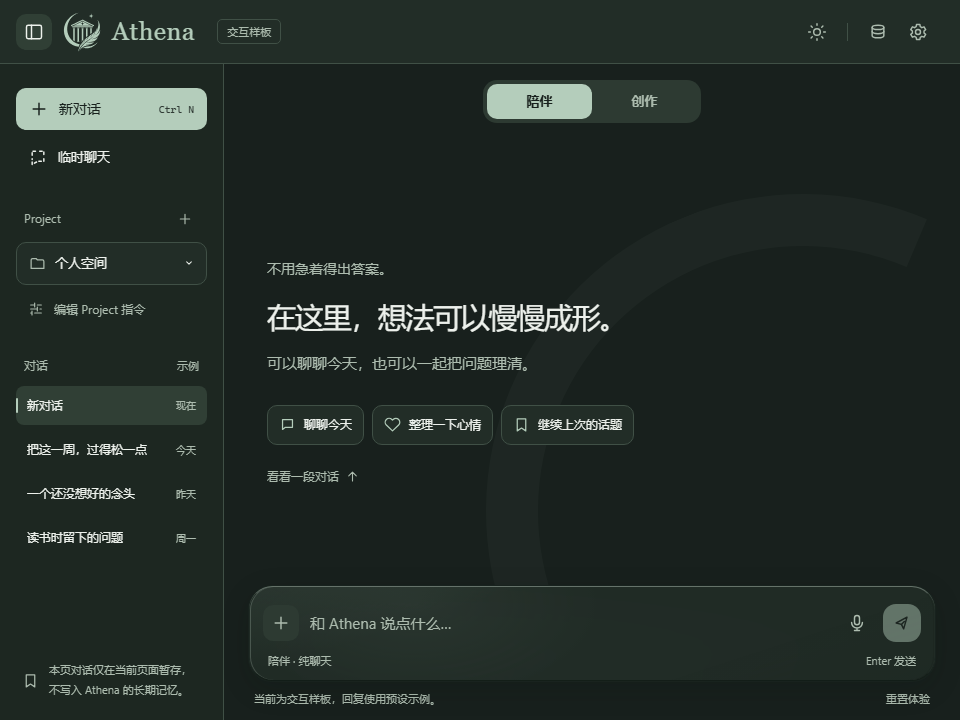 Athena
交互样板
新对话
Ctrl N
临时聊天
Project
个人空间
编辑 Project 指令
对话
示例
新对话
现在
把这一周，过得松一点
今天
一个还没想好的念头
昨天
读书时留下的问题
周一
本页对话仅在当前页面暂存，
不写入 Athena 的长期记忆。
陪伴
创作
不用急着得出答案。
在这里，想法可以慢慢成形。
可以聊聊今天，也可以一起把问题理清。
聊聊今天
整理一下心情
继续上次的话题
看看一段对话 ↑
和 Athena 说点什么...
陪伴 · 纯聊天
Enter 发送
当前为交互样板，回复使用预设示例。
重置体验